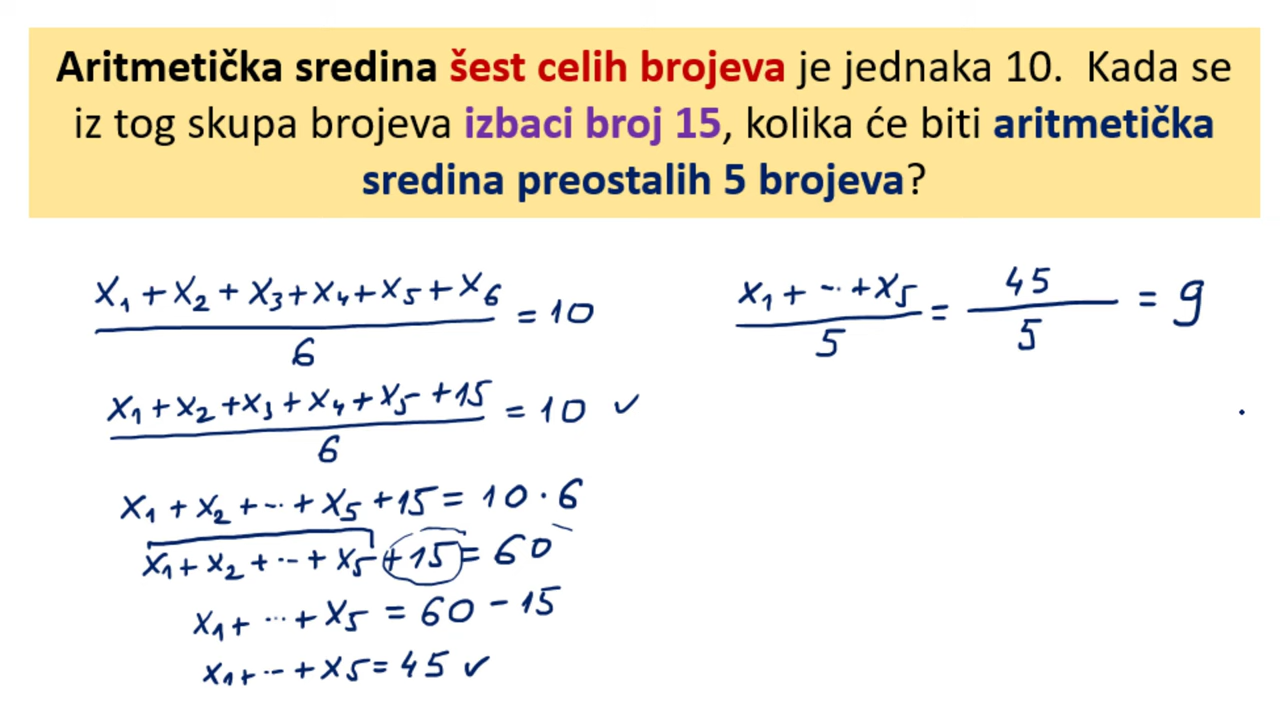 Aritmetička sredina šest celih brojeva je jednaka 10. Kada se
iz tog skupa brojeva izbaci broj 15, kolika će biti aritmetička
sredina preostalih 5 brojeva?
(x₁ + x₂ + x₃ + x₄ + x₅ + x₆)/6 = 10
(x₁ + x₂ + x₃ + x₄ + x₅ + 15)/6 = 10 ✓
x₁ + x₂ + ··· + x₅ + 15 = 10 · 6
x₁ + x₂ + ··· + x₅ + 15 = 60
x₁ + ··· + x₅ = 60 - 15
x₁ + ··· + x₅ = 45 ✓
(x₁ + ··· + x₅)/5 = 45/5 = 9